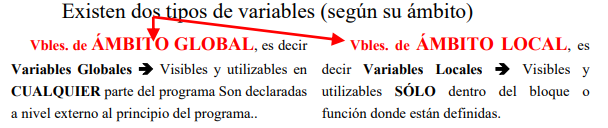 Existen dos tipos de variables (según su ámbito)
Vbles. de ÁMBITO GLOBAL, es decir
Variables Globales 🡺 Visibles y utilizables en
CUALQUIER parte del programa Son declaradas
a nivel externo al principio del programa..
Vbles. de ÁMBITO LOCAL, es
decir Variables Locales 🡺 Visibles y
utilizables SÓLO dentro del bloque o
función donde están definidas.